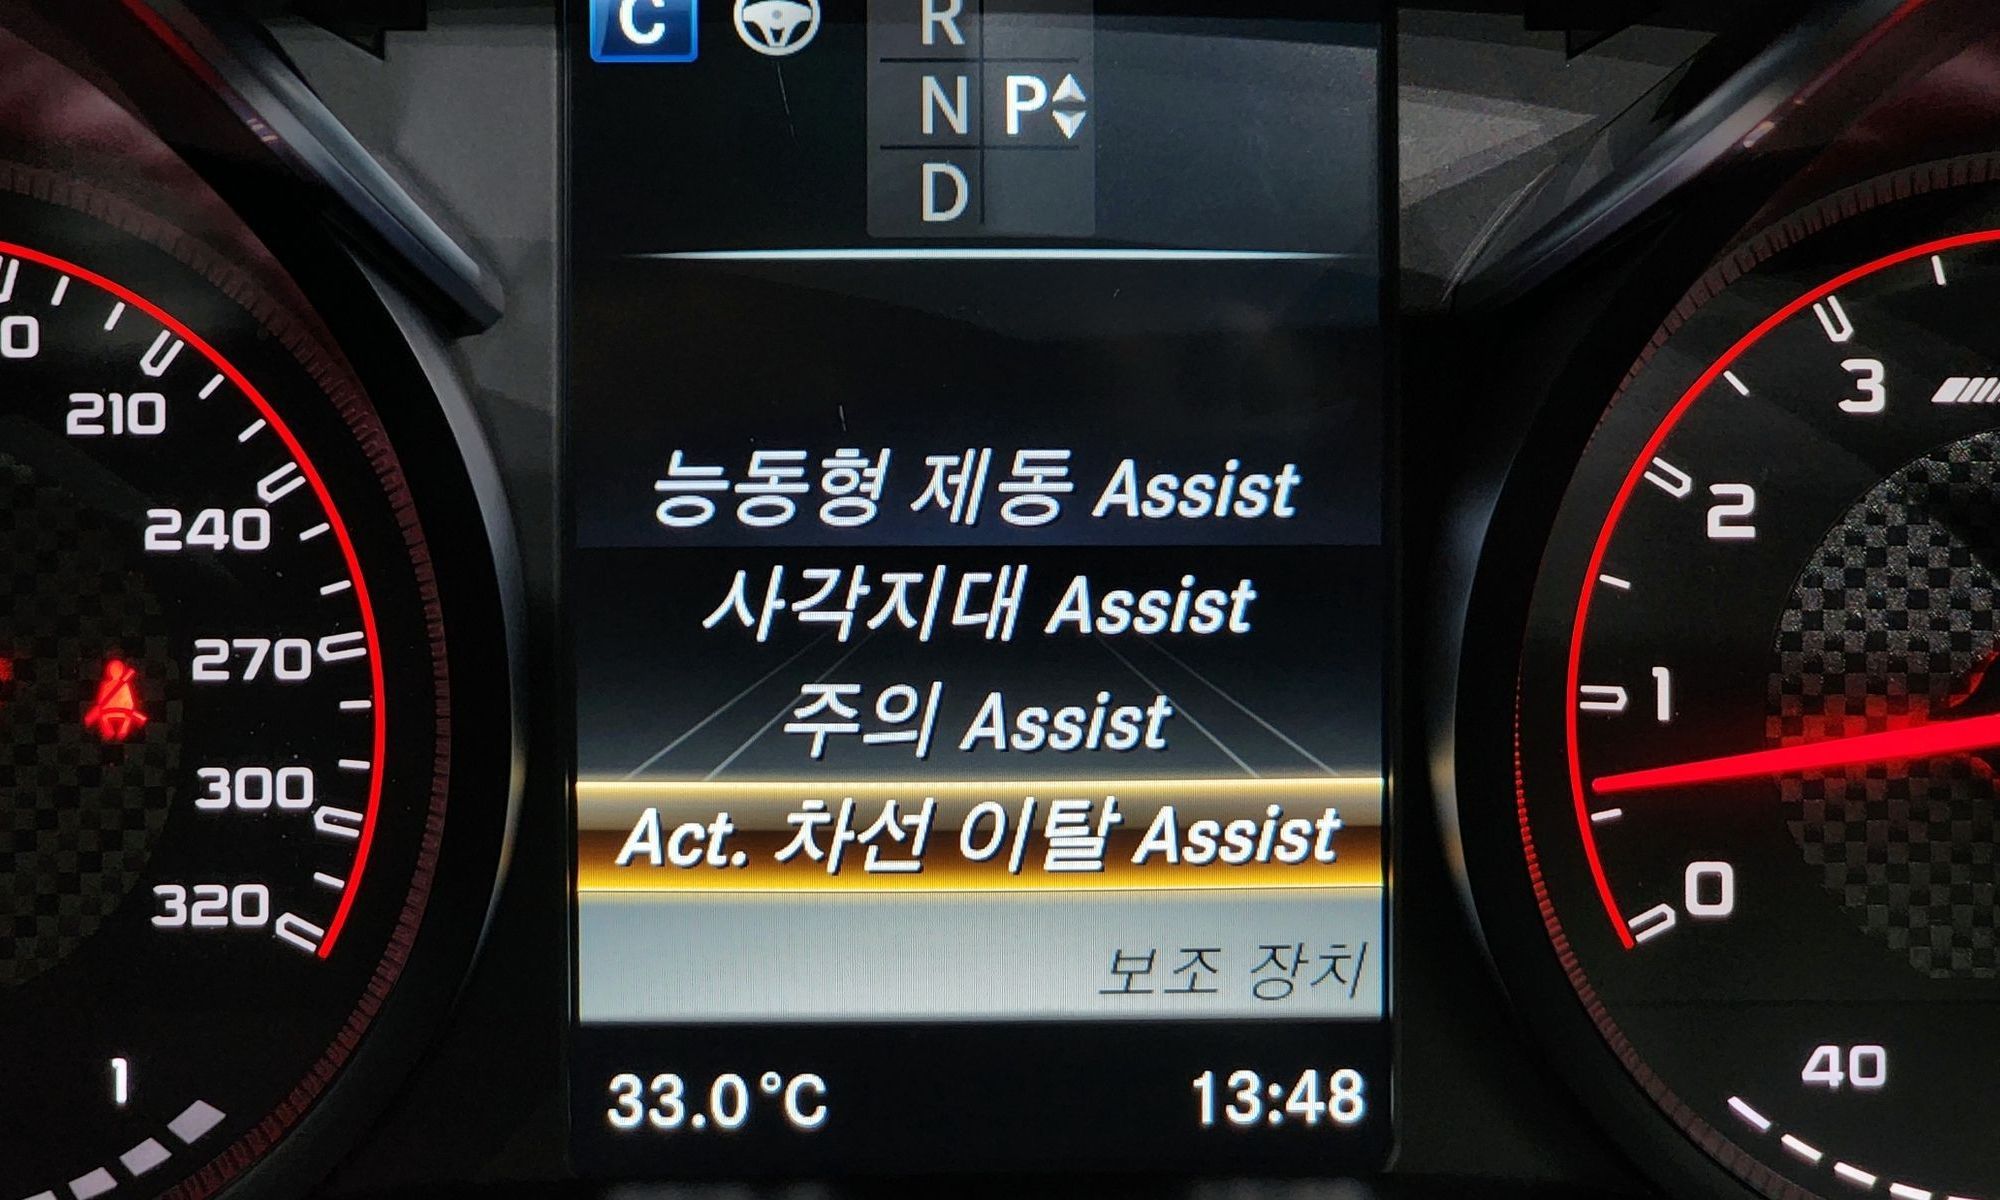 C
R
N P
D
210
240
270
300
320
1
능동형 제동 Assist
사각지대 Assist
주의 Assist
Act. 차선 이탈 Assist
보조 장치
33.0°C
13:48
3
2
1
0
40